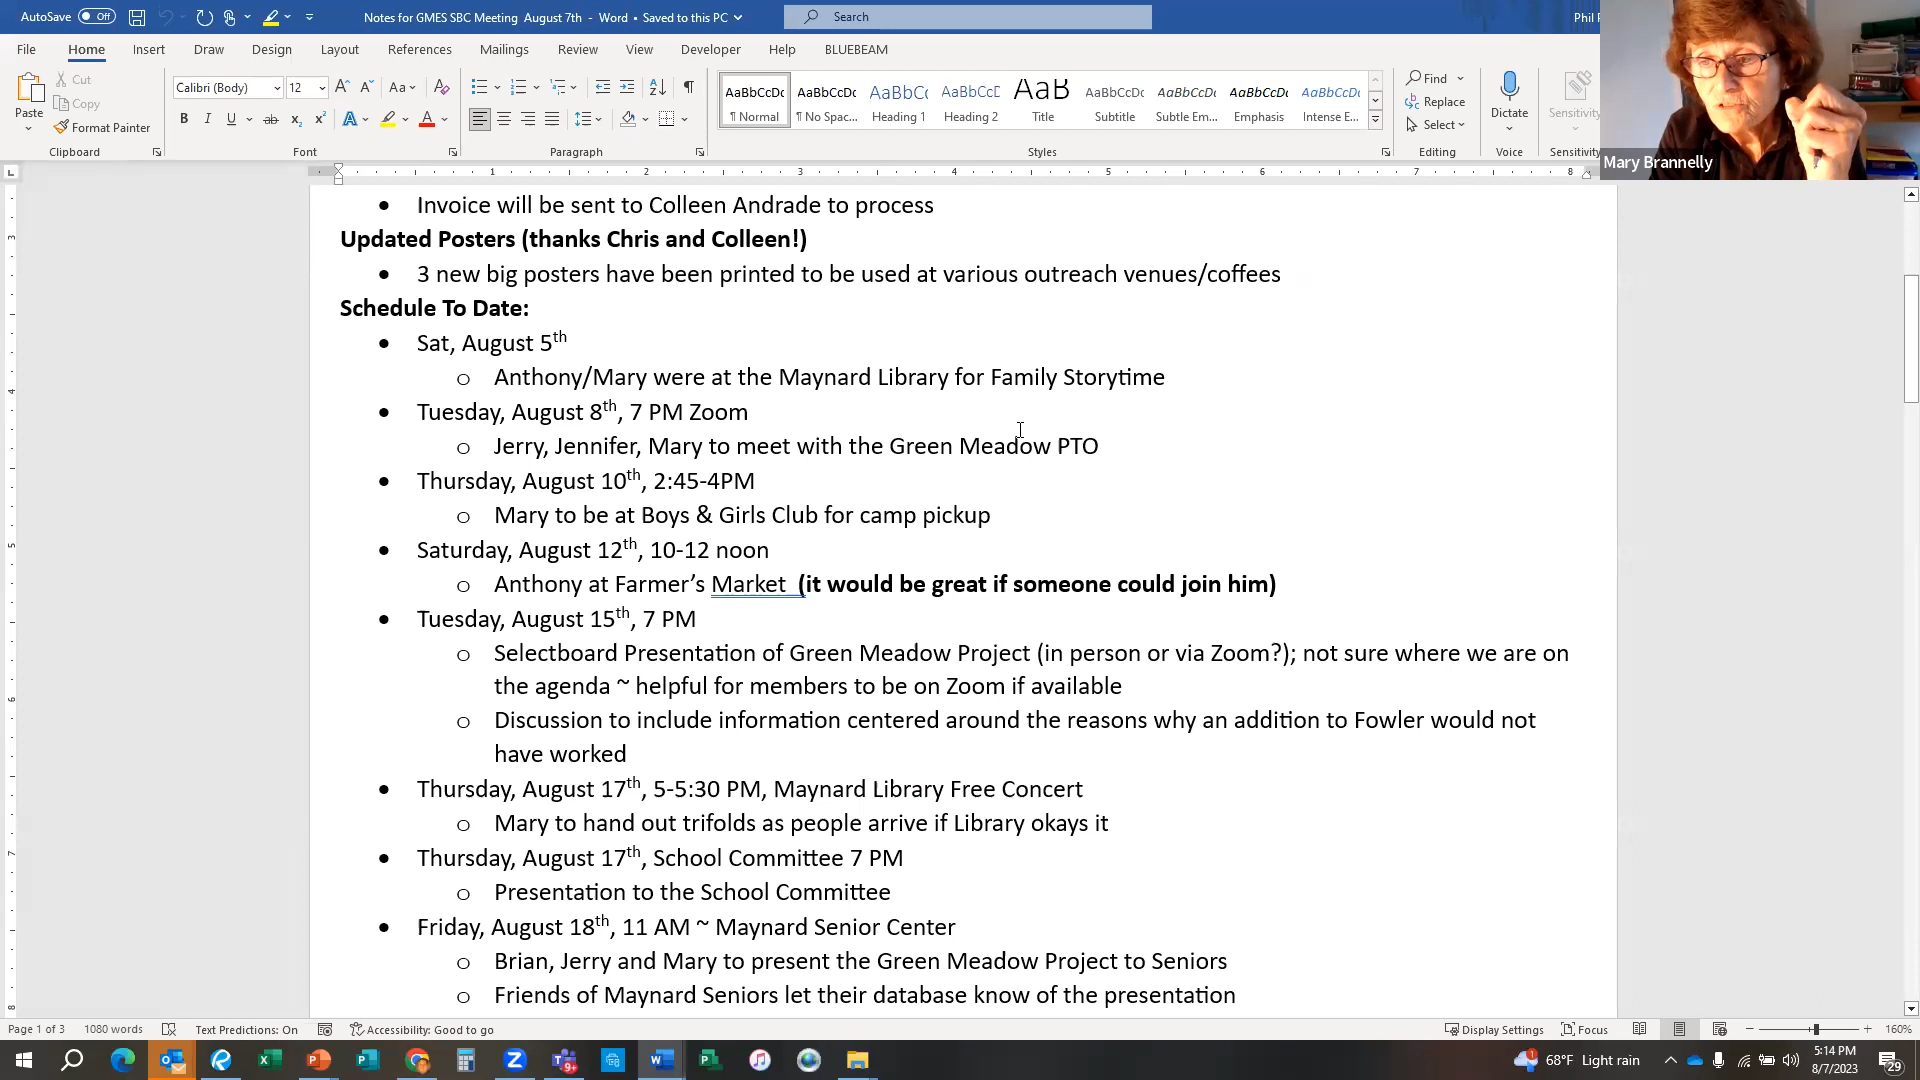 AutoSave Off Notes for GMES SBC Meeting August 7th - Word • Saved to this PC Search Phil
File Home Insert Draw Design Layout References Mailings Review View Developer Help BLUEBEAM
Paste Cut Copy Format Painter
Calibri (Body) 12
AaBbCcDc AaBbCcDc AaBbC AaBbCcD AaB AaBbCcD AaBbCcDc AaBbCcDc AaBbCcDc
¶ Normal ¶ No Spac... Heading 1 Heading 2 Title Subtitle Subtle Em... Emphasis Intense E...
Find Replace Select Dictate Sensitivity
Clipboard Font Paragraph Styles Editing Voice Sensitivity
Mary Brannelly
1 2 3 4 5 6 7 8
• Invoice will be sent to Colleen Andrade to process
Updated Posters (thanks Chris and Colleen!)
• 3 new big posters have been printed to be used at various outreach venues/coffees
Schedule To Date:
• Sat, August 5th
o Anthony/Mary were at the Maynard Library for Family Storytime
• Tuesday, August 8th, 7 PM Zoom
o Jerry, Jennifer, Mary to meet with the Green Meadow PTO
• Thursday, August 10th, 2:45-4PM
o Mary to be at Boys & Girls Club for camp pickup
• Saturday, August 12th, 10-12 noon
o Anthony at Farmer’s Market (it would be great if someone could join him)
• Tuesday, August 15th, 7 PM
o Selectboard Presentation of Green Meadow Project (in person or via Zoom?); not sure where we are on
the agenda ~ helpful for members to be on Zoom if available
o Discussion to include information centered around the reasons why an addition to Fowler would not
have worked
• Thursday, August 17th, 5-5:30 PM, Maynard Library Free Concert
o Mary to hand out trifolds as people arrive if Library okays it
• Thursday, August 17th, School Committee 7 PM
o Presentation to the School Committee
• Friday, August 18th, 11 AM ~ Maynard Senior Center
o Brian, Jerry and Mary to present the Green Meadow Project to Seniors
o Friends of Maynard Seniors let their database know of the presentation
Page 1 of 3 1080 words Text Predictions: On Accessibility: Good to go Display Settings Focus 160%
68°F Light rain 5:14 PM
8/7/2023 29